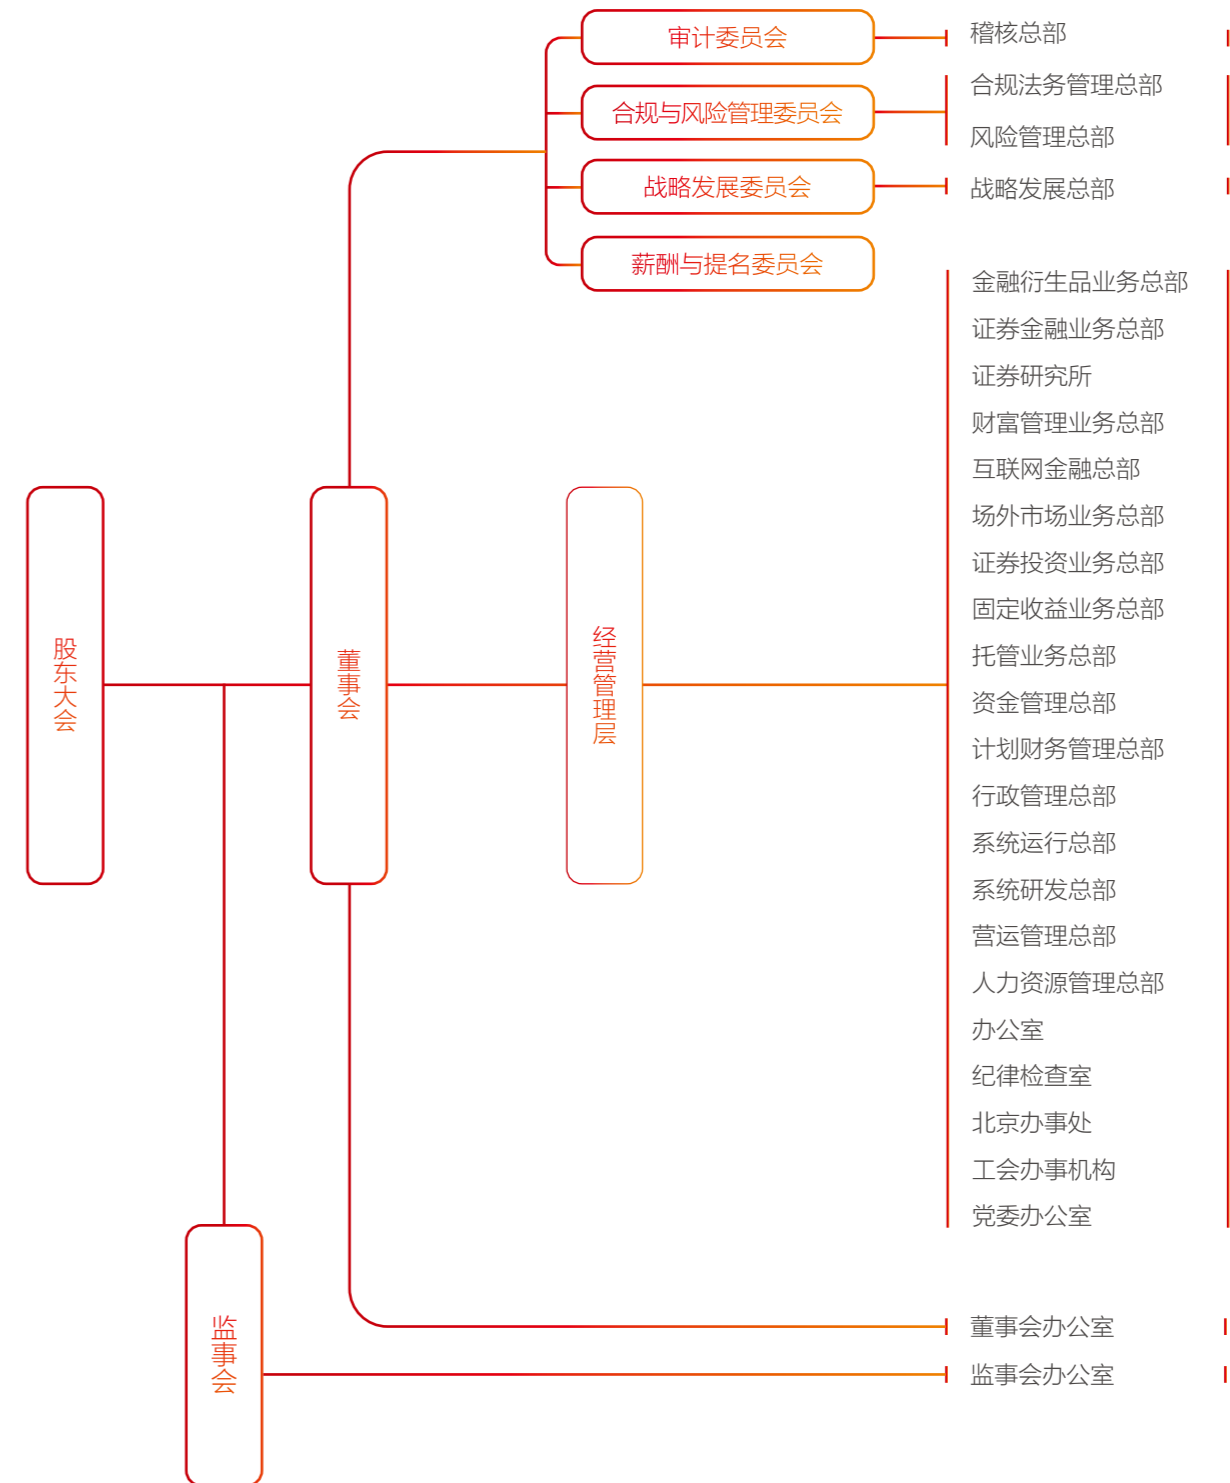 审计委员会
稽核总部
合规与风险管理委员会
合规法务管理总部
风险管理总部
战略发展委员会
战略发展总部
薪酬与提名委员会
股东大会
董事会
经营管理层
金融衍生品业务总部
证券金融业务总部
证券研究所
财富管理业务总部
互联网金融总部
场外市场业务总部
证券投资业务总部
固定收益业务总部
托管业务总部
资金管理总部
计划财务管理总部
行政管理总部
系统运行总部
系统研发总部
营运管理总部
人力资源管理总部
办公室
纪律检查室
北京办事处
工会办事机构
党委办公室
监事会
董事会办公室
监事会办公室